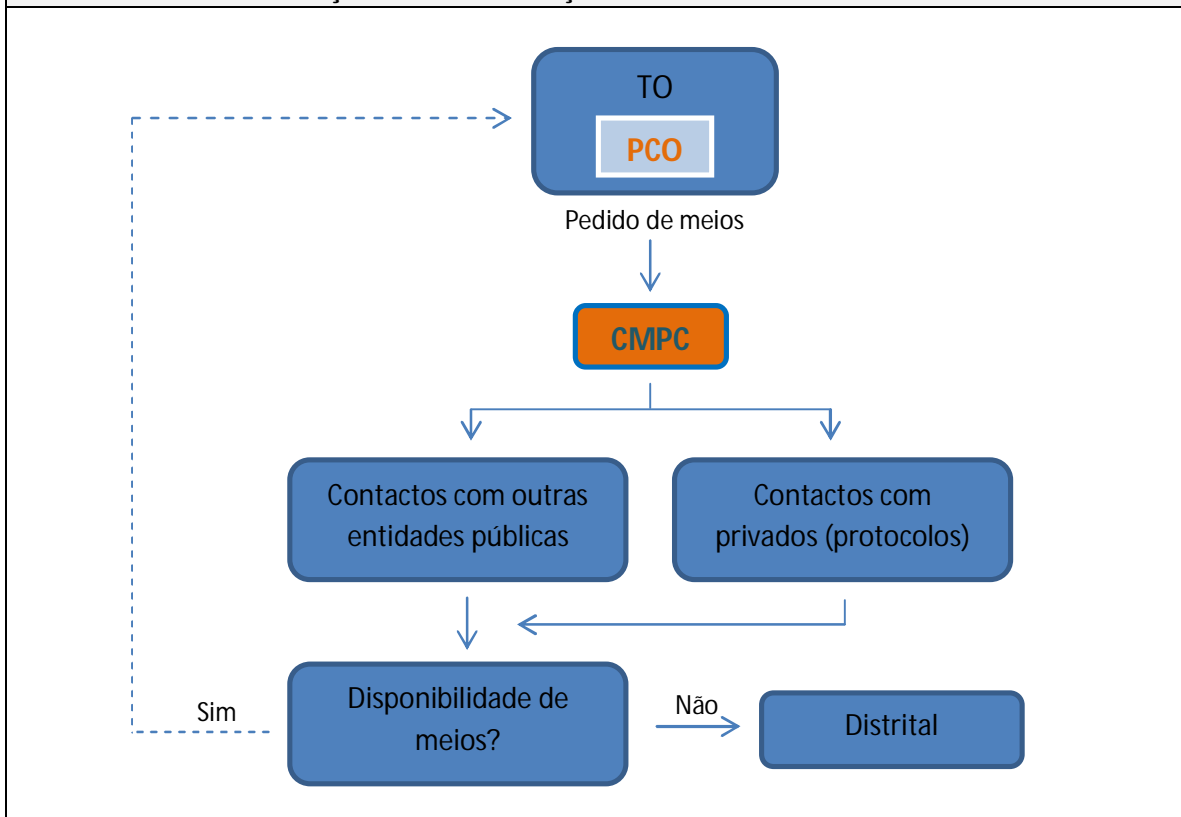 TO
PCO
Pedido de meios
CMPC
Contactos com outras
entidades públicas
Contactos com
privados (protocolos)
Sim
Disponibilidade de
meios?
Não
Distrital